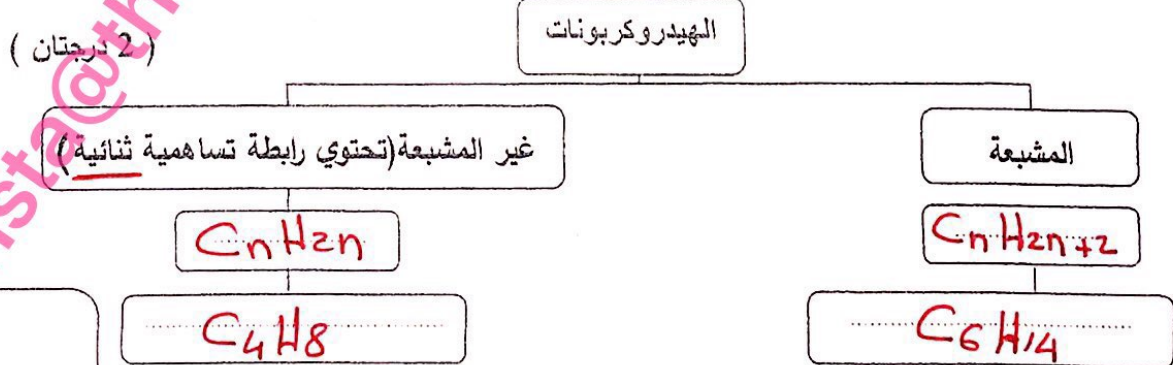 الهيدروكربونات
( 2 درجتان )
المشبعة
غير المشبعة(تحتوي رابطة تساهمية ثنائية)
CnH2n+2
CnH2n
C6H14
C4H8